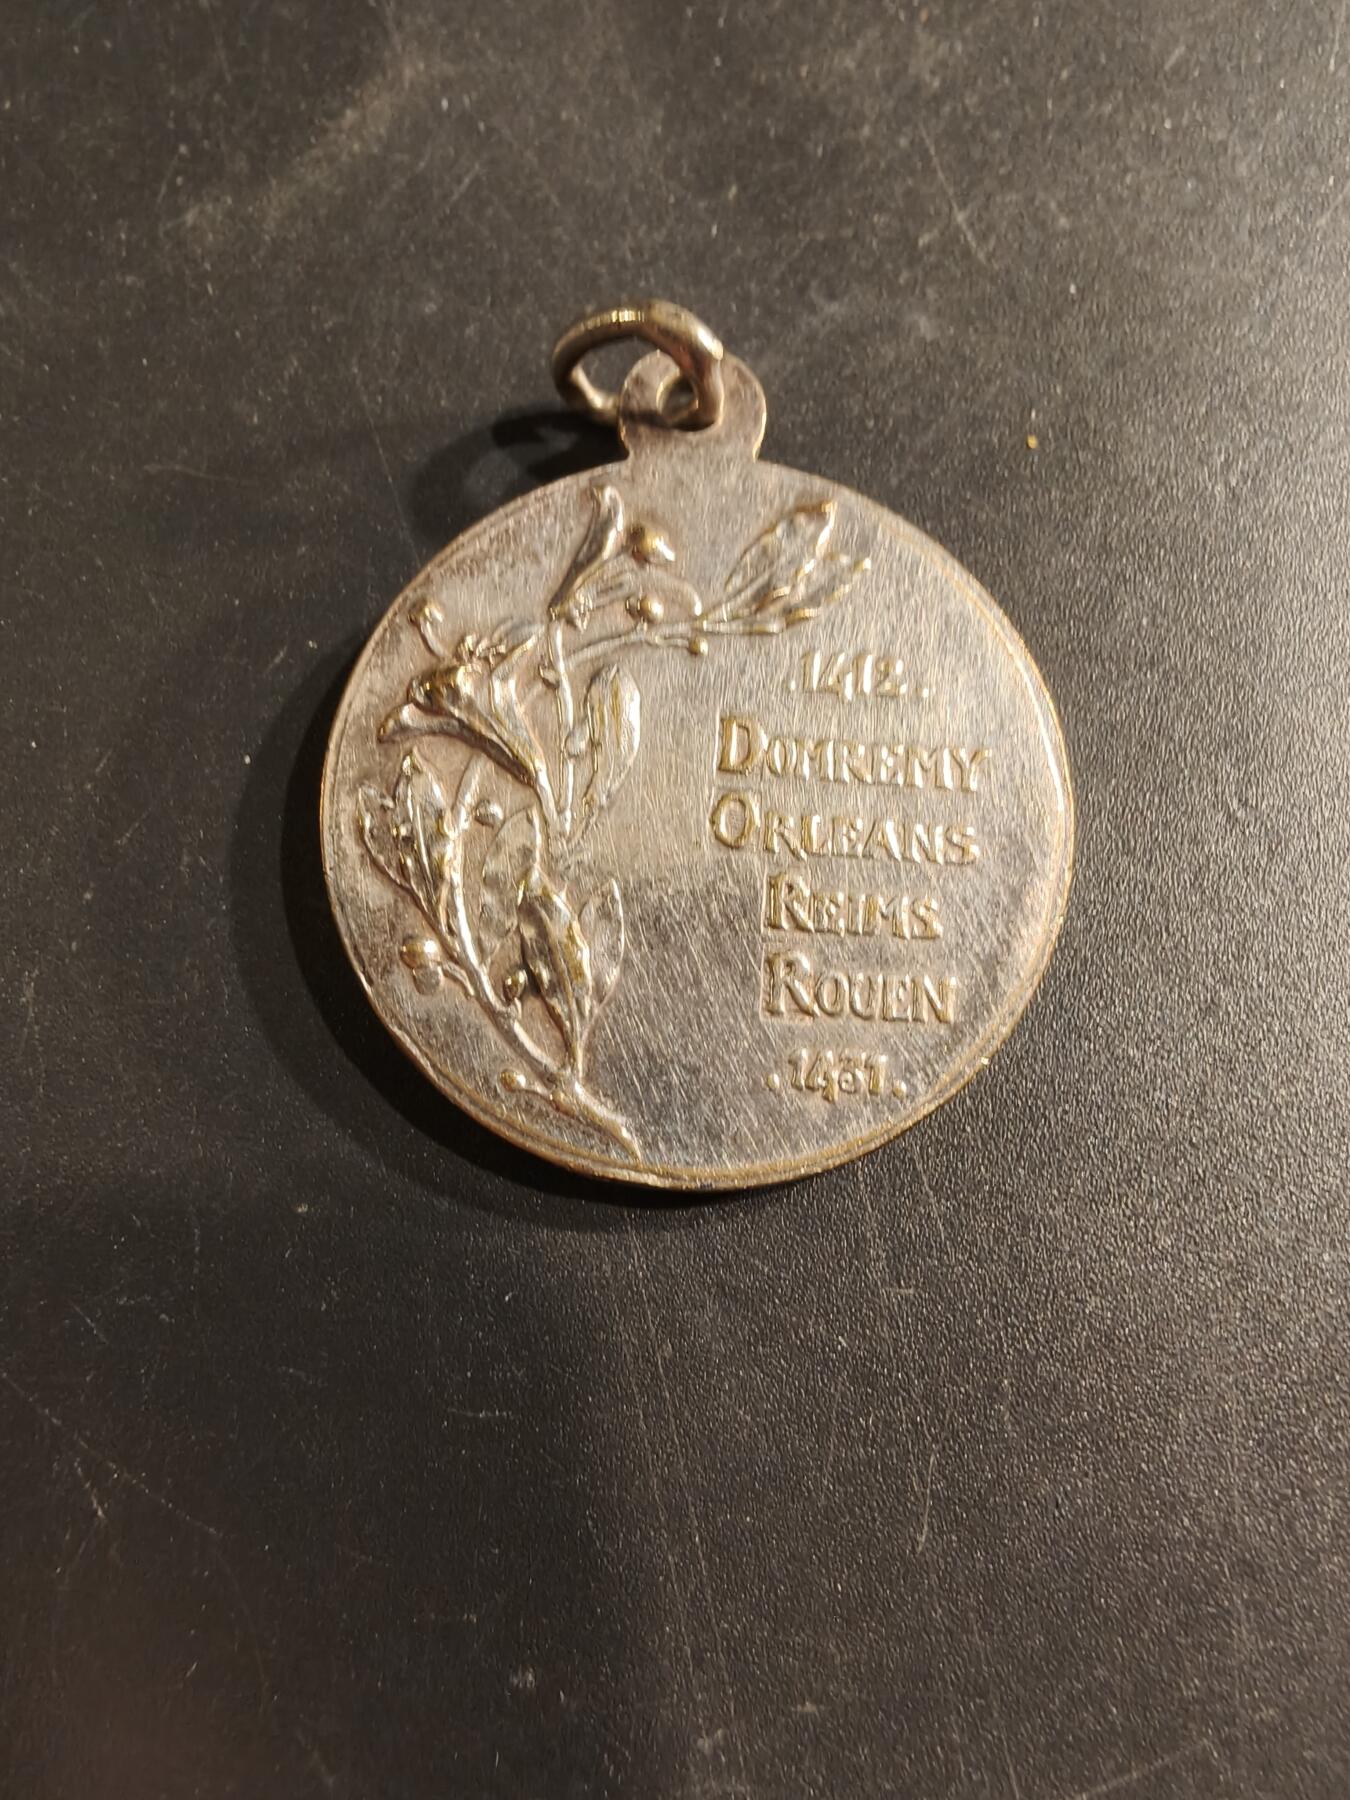 .1412.
DOMREMY
ORLEANS
REIMS
ROUEN
.1431.